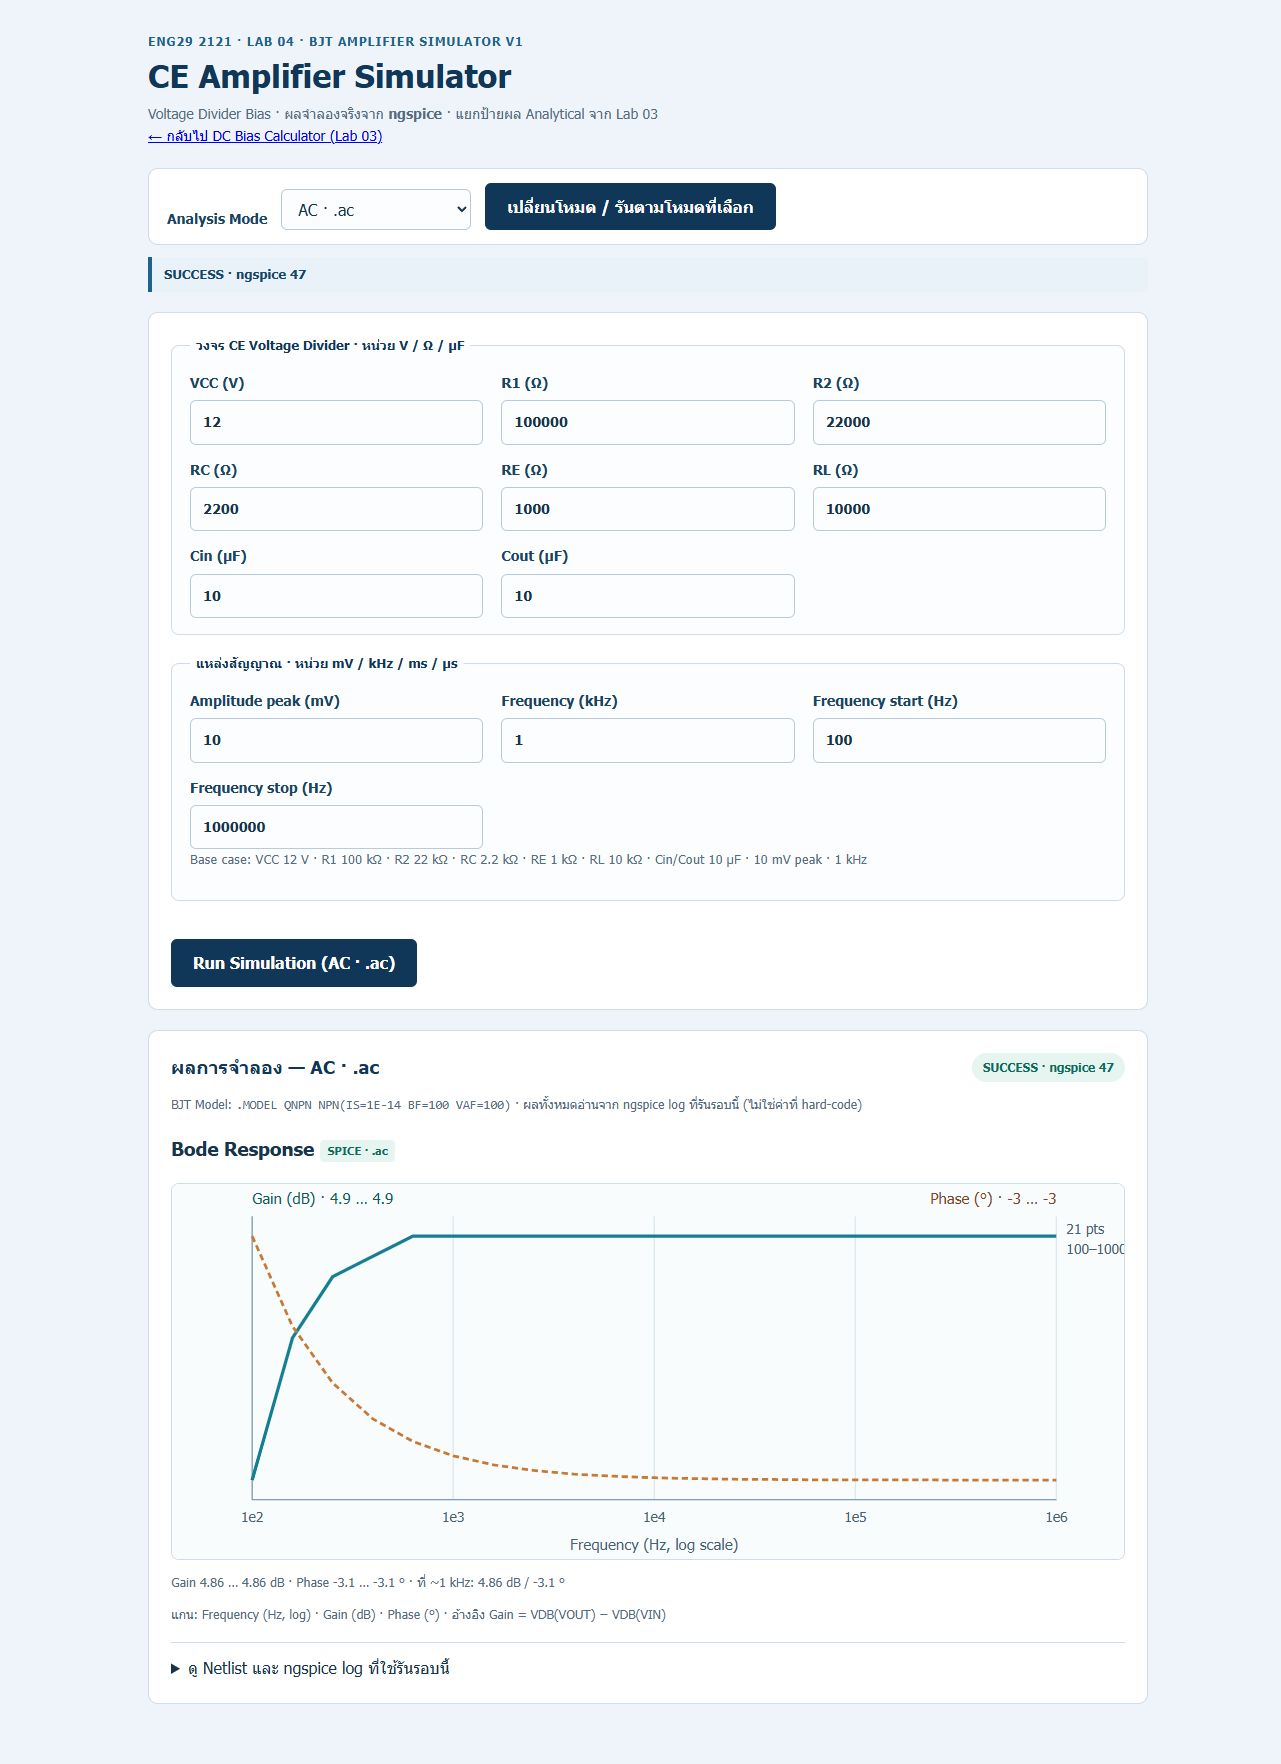 ENG29 2121 · LAB 04 · BJT AMPLIFIER SIMULATOR V1
CE Amplifier Simulator
Voltage Divider Bias · ผลจำลองจริงจาก ngspice · แยกป้ายผล Analytical จาก Lab 03
← กลับไป DC Bias Calculator (Lab 03)
Analysis Mode
AC · .ac
เปลี่ยนโหมด / รันตามโหมดที่เลือก
SUCCESS · ngspice 47
วงจร CE Voltage Divider · หน่วย V / Ω / µF
VCC (V) R1 (Ω) R2 (Ω)
12 100000 22000
RC (Ω) RE (Ω) RL (Ω)
2200 1000 10000
Cin (µF) Cout (µF)
10 10
แหล่งสัญญาณ · หน่วย mV / kHz / ms / µs
Amplitude peak (mV) Frequency (kHz) Frequency start (Hz)
10 1 100
Frequency stop (Hz)
1000000
Base case: VCC 12 V · R1 100 kΩ · R2 22 kΩ · RC 2.2 kΩ · RE 1 kΩ · RL 10 kΩ · Cin/Cout 10 µF · 10 mV peak · 1 kHz
Run Simulation (AC · .ac)
ผลการจำลอง — AC · .ac
SUCCESS · ngspice 47
BJT Model: .MODEL QNPN NPN(IS=1E-14 BF=100 VAF=100) · ผลทั้งหมดอ่านจาก ngspice log ที่รันรอบนี้ (ไม่ใช่ค่าที่ hard-code)
Bode Response SPICE · .ac
Gain (dB) · 4.9 … 4.9
Phase (°) · -3 … -3
21 pts
100–1000
1e2 1e3 1e4 1e5 1e6
Frequency (Hz, log scale)
Gain 4.86 … 4.86 dB · Phase -3.1 … -3.1 ° · ที่ ~1 kHz: 4.86 dB / -3.1 °
แกน: Frequency (Hz, log) · Gain (dB) · Phase (°) · อ้างอิง Gain = VDB(VOUT) − VDB(VIN)
▶ ดู Netlist และ ngspice log ที่ใช้รันรอบนี้